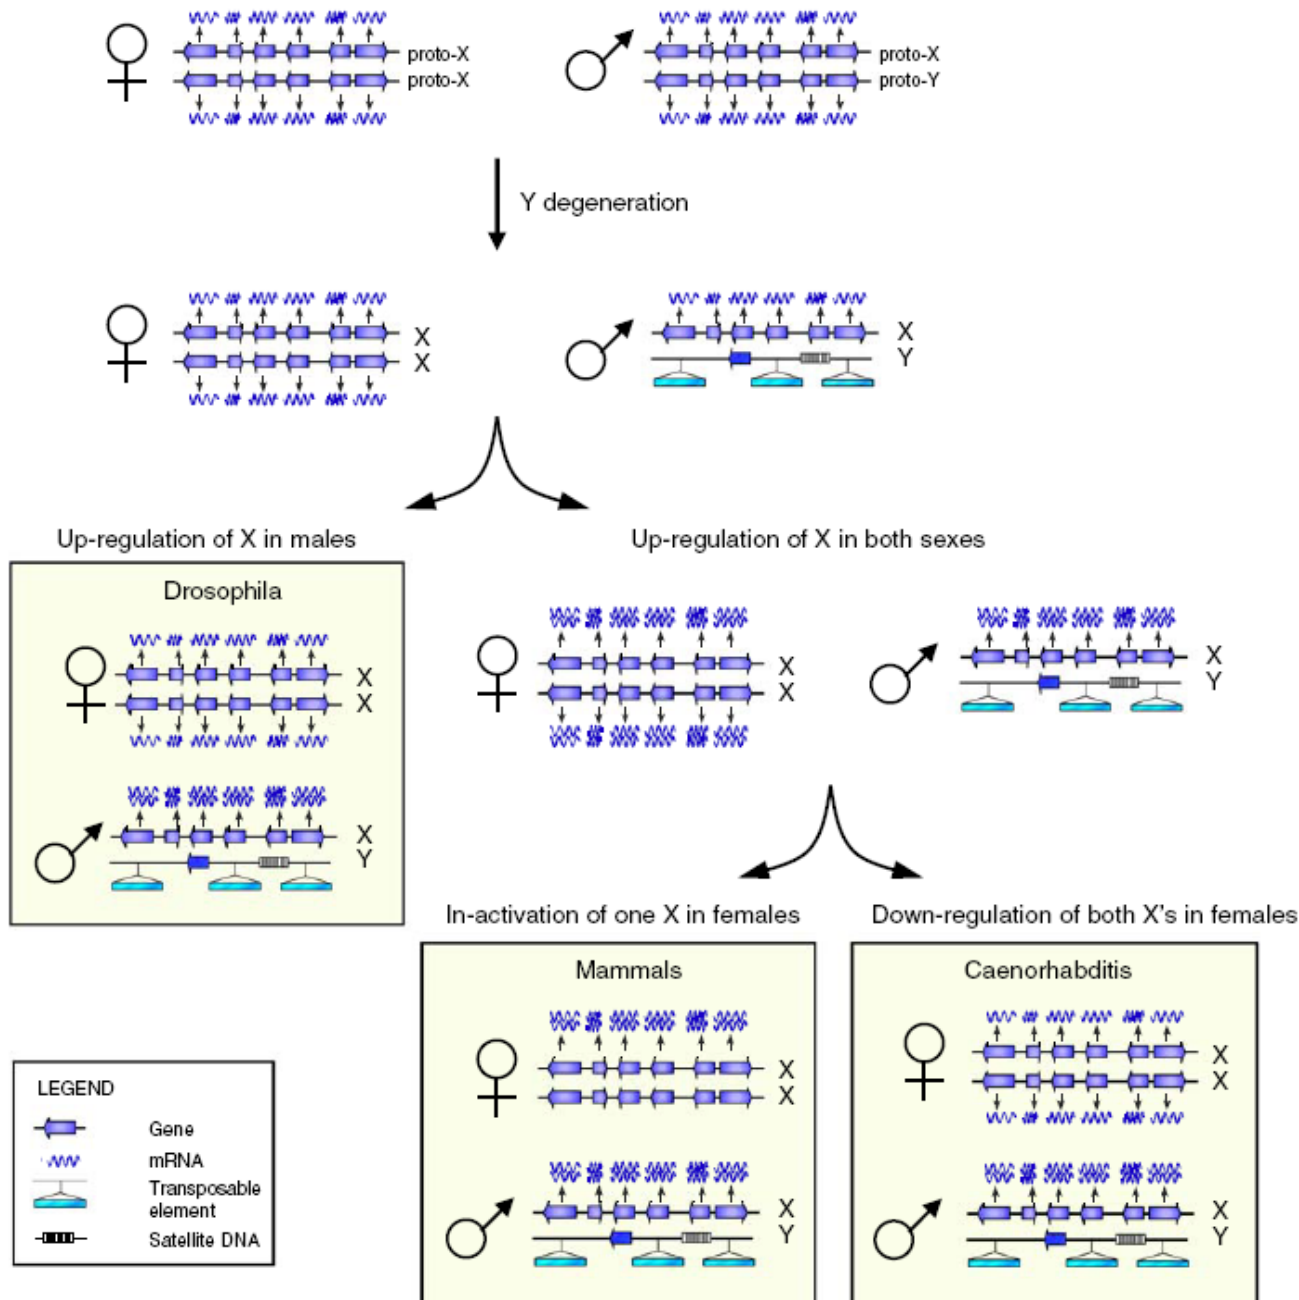 proto-X
proto-X
proto-X
proto-Y
Y degeneration
X
X
X
Y
Up-regulation of X in males
Up-regulation of X in both sexes
Drosophila
X
X
X
Y
X
X
X
Y
In-activation of one X in females
Down-regulation of both X's in females
Mammals
X
X
X
Y
Caenorhabditis
X
X
X
Y
LEGEND
Gene
mRNA
Transposable
element
Satellite DNA